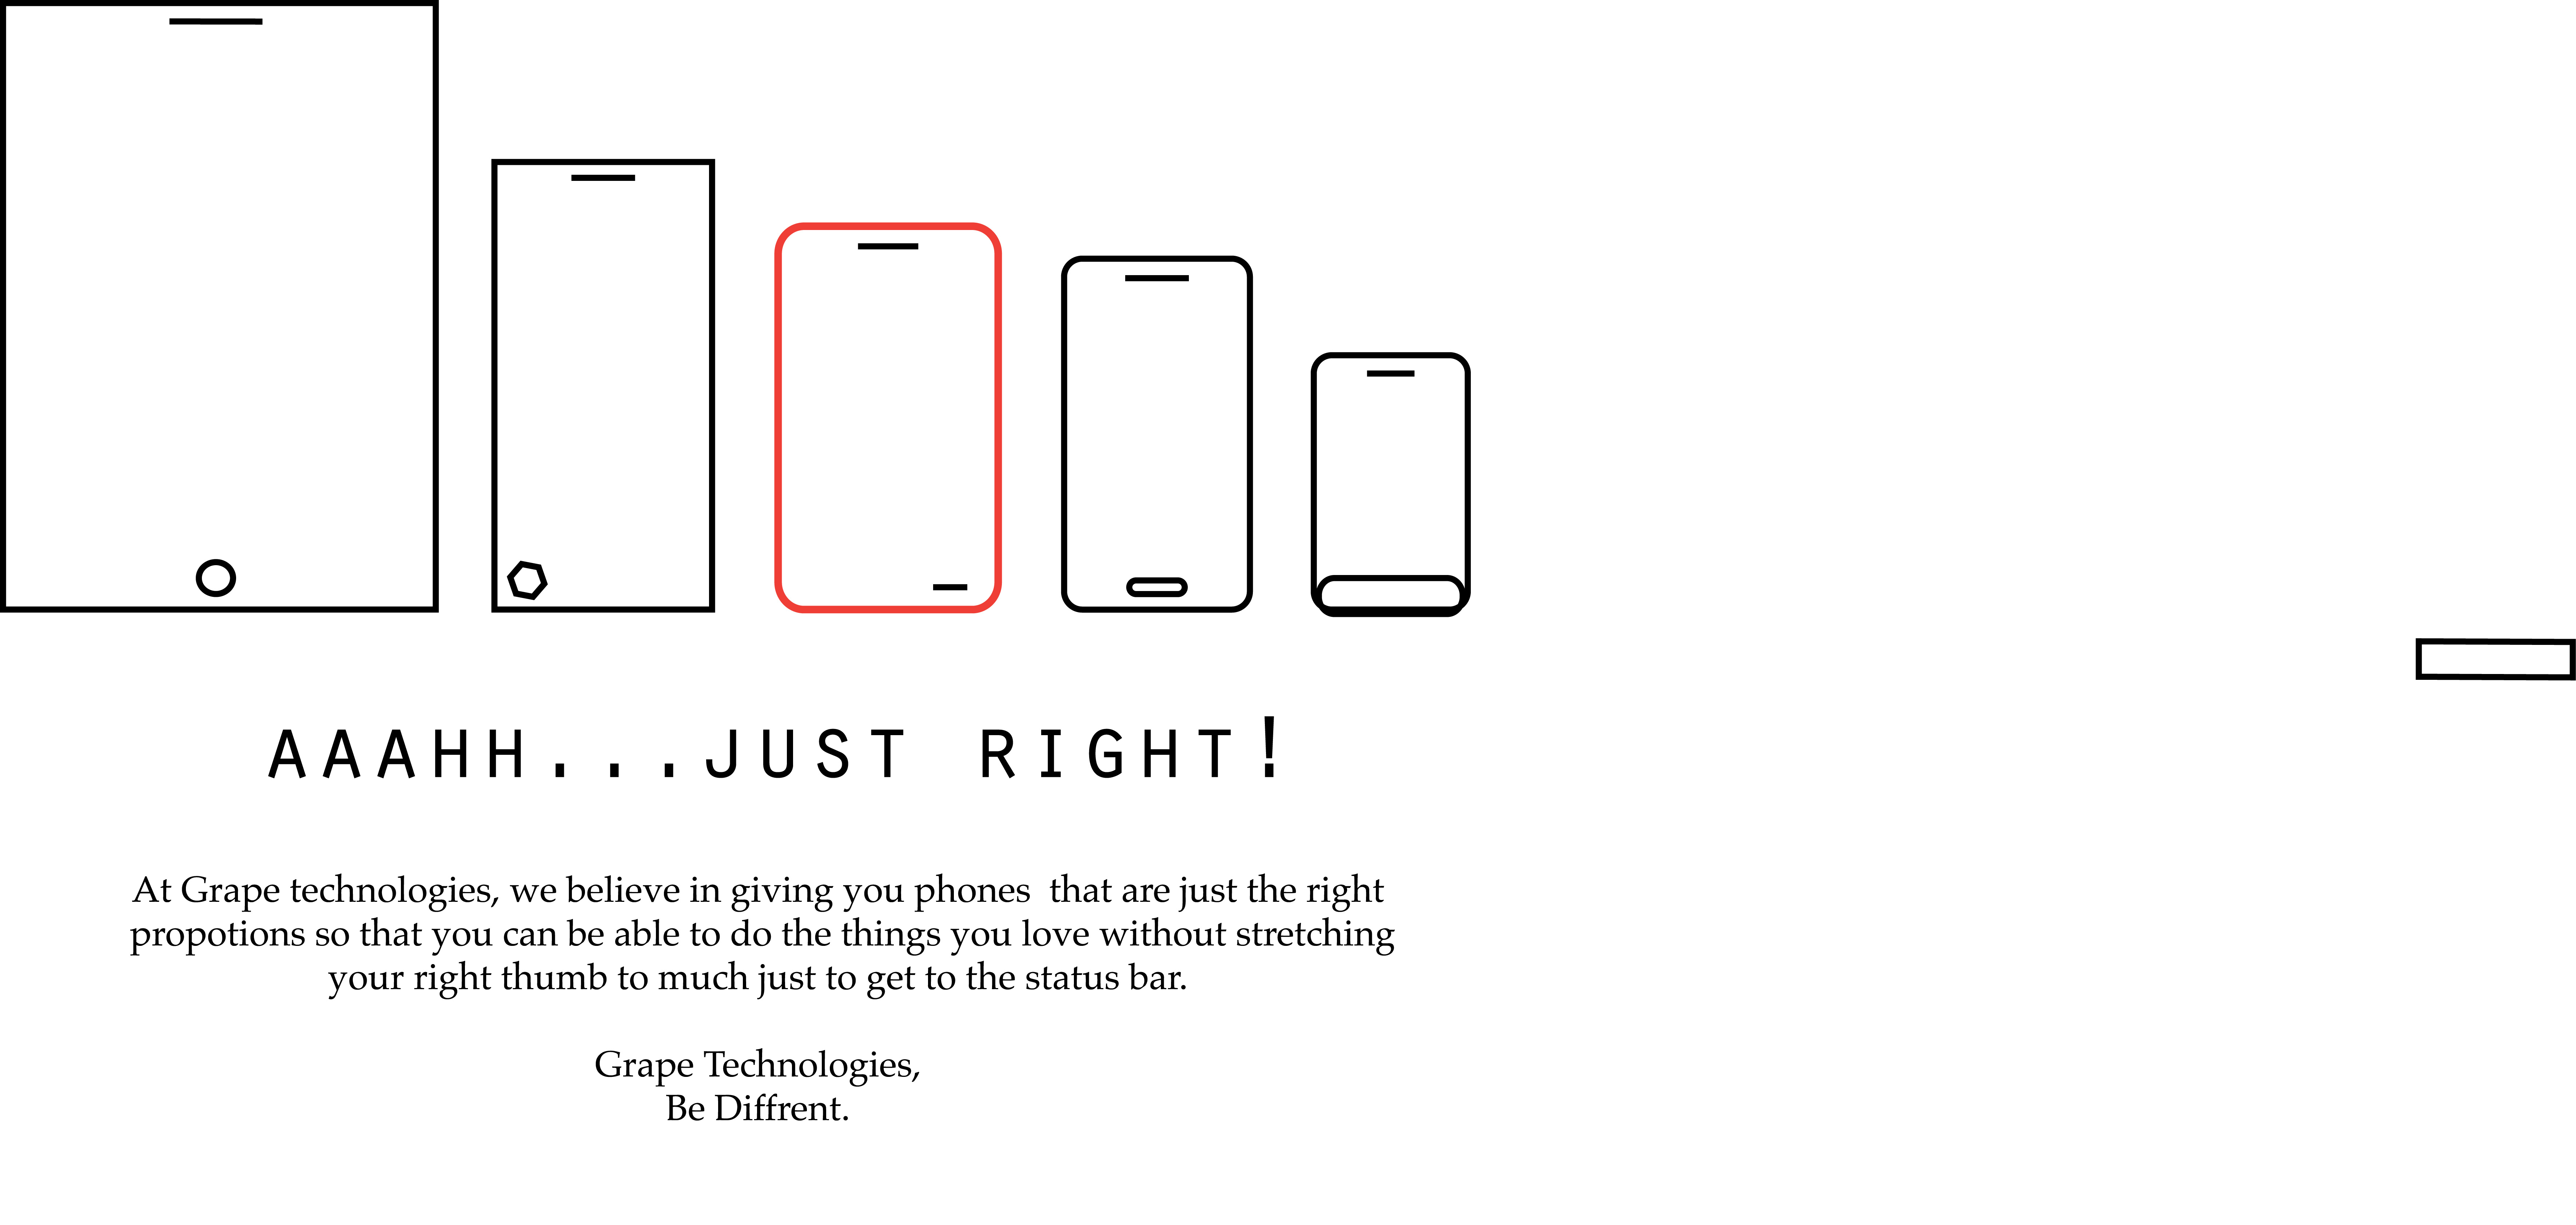 AAAHH...JUST RIGHT!
At Grape technologies, we believe in giving you phones  that are just the right
propotions so that you can be able to do the things you love without stretching
your right thumb to much just to get to the status bar.
Grape Technologies,
Be Diffrent.